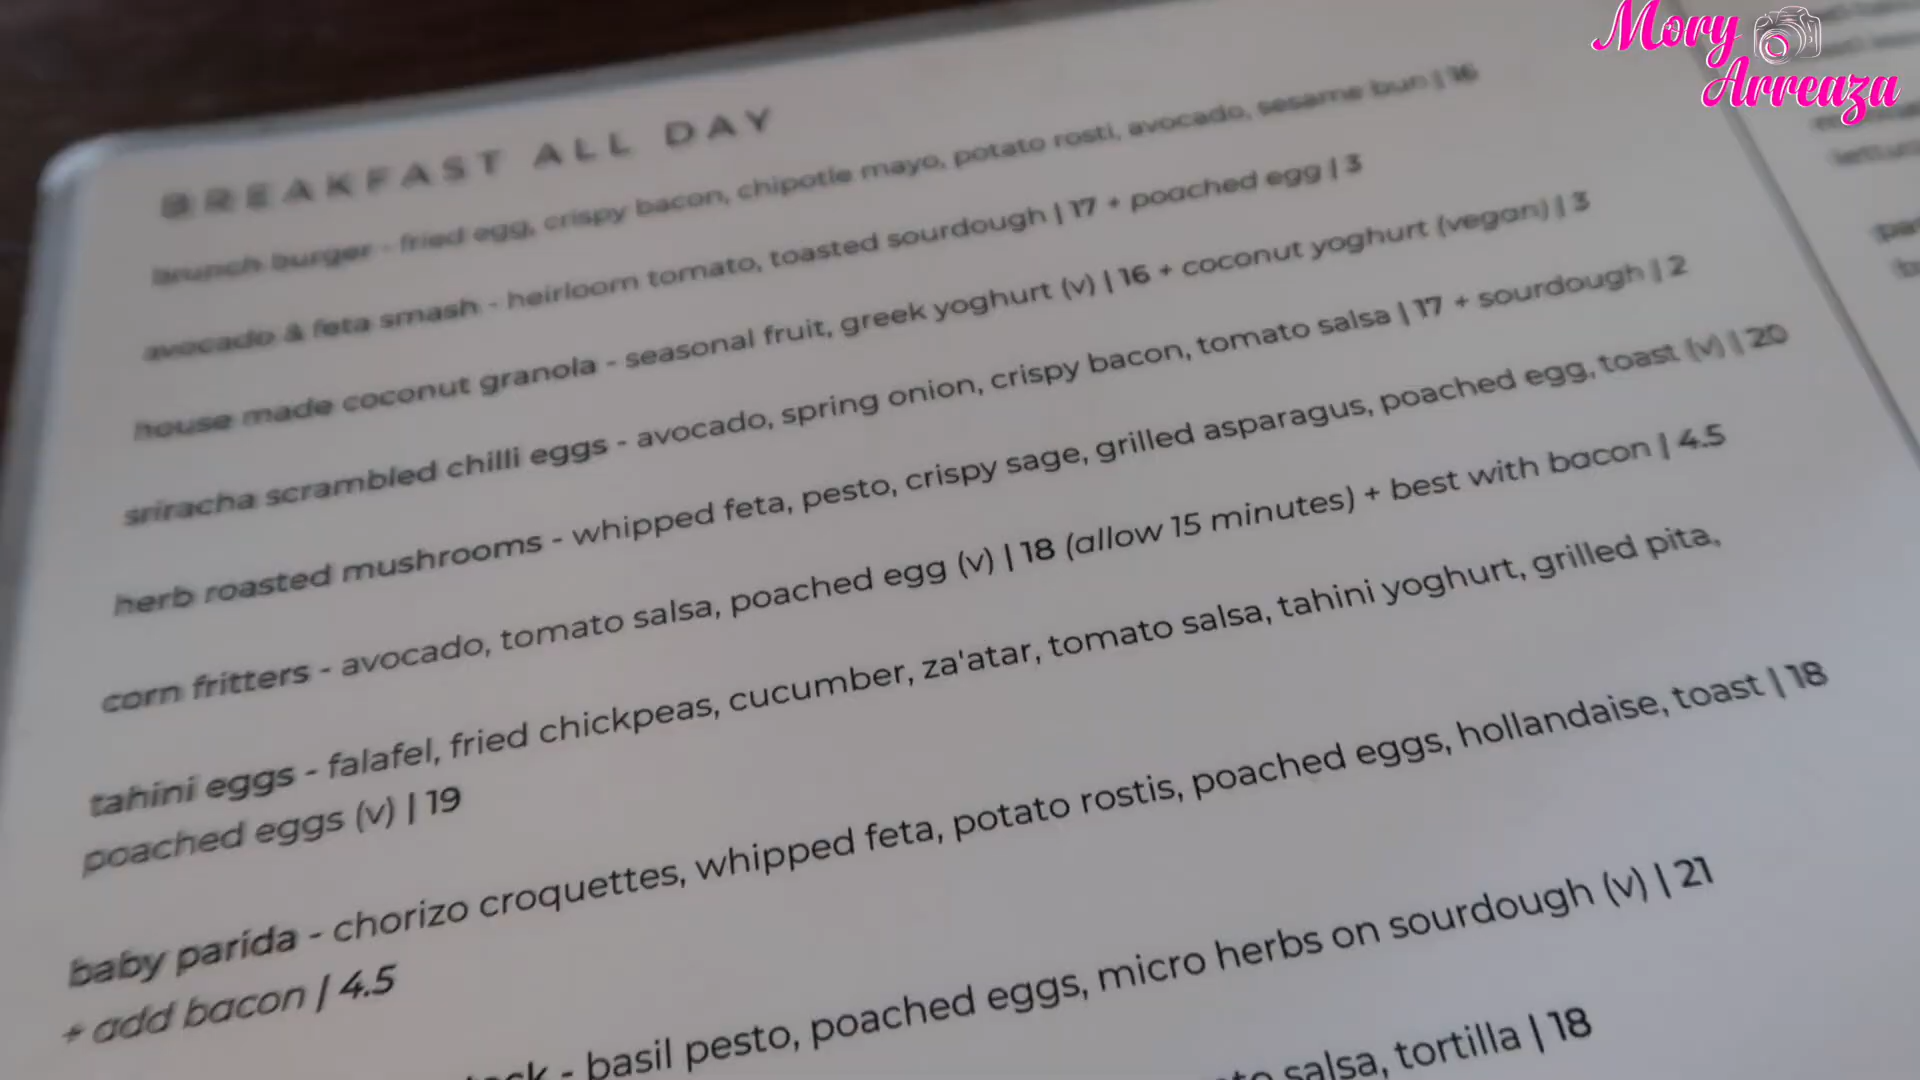 Mory
Arreaza
BREAKFAST ALL DAY
brunch burger - fried egg, crispy bacon, chipotle mayo, potato rosti, avocado, sesame bun | 16
avocado & feta smash - heirloom tomato, toasted sourdough | 17 + poached egg | 3
house made coconut granola - seasonal fruit, greek yoghurt (v) | 16 + coconut yoghurt (vegan) | 3
sriracha scrambled chilli eggs - avocado, spring onion, crispy bacon, tomato salsa | 17 + sourdough | 2
herb roasted mushrooms - whipped feta, pesto, crispy sage, grilled asparagus, poached egg, toast (v) | 20
corn fritters - avocado, tomato salsa, poached egg (v) | 18 (allow 15 minutes) + best with bacon | 4.5
tahini eggs - falafel, fried chickpeas, cucumber, za'atar, tomato salsa, tahini yoghurt, grilled pita,
poached eggs (v) | 19
baby parida - chorizo croquettes, whipped feta, potato rostis, poached eggs, hollandaise, toast | 18
+ add bacon | 4.5
- basil pesto, poached eggs, micro herbs on sourdough (v) | 21
salsa, tortilla | 18